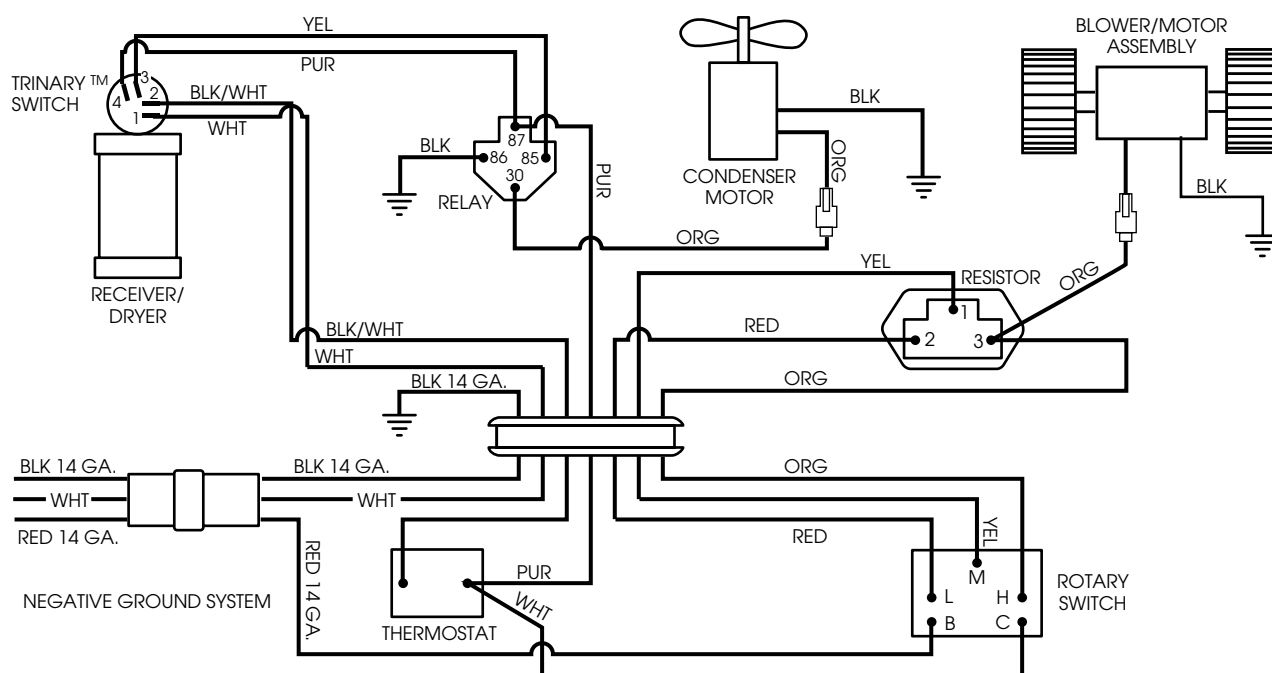 YEL
PUR
TRINARY ™
SWITCH
3
4
2
1
BLK/WHT
WHT
RECEIVER/
DRYER
BLK
87
86
85
30
RELAY
PUR
BLK
CONDENSER
MOTOR
ORG
ORG
BLOWER/MOTOR
ASSEMBLY
BLK
ORG
YEL
RESISTOR
1
2
3
RED
ORG
BLK/WHT
WHT
BLK 14 GA.
BLK 14 GA.
WHT
RED 14 GA.
BLK 14 GA.
WHT
RED 14 GA.
NEGATIVE GROUND SYSTEM
PUR
WHT
THERMOSTAT
ORG
RED
YEL
M
L
H
B
C
ROTARY
SWITCH